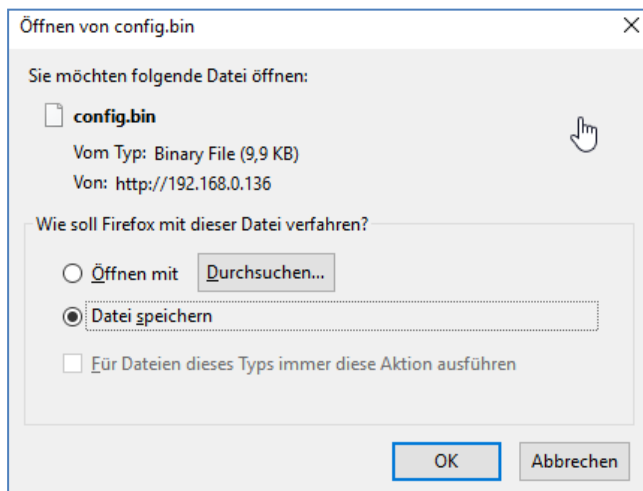 Öffnen von config.bin
Sie möchten folgende Datei öffnen:
config.bin
Vom Typ: Binary File (9,9 KB)
Von: http://192.168.0.136
Wie soll Firefox mit dieser Datei verfahren?
Öffnen mit Durchsuchen...
Datei speichern
Für Dateien dieses Typs immer diese Aktion ausführen
OK Abbrechen